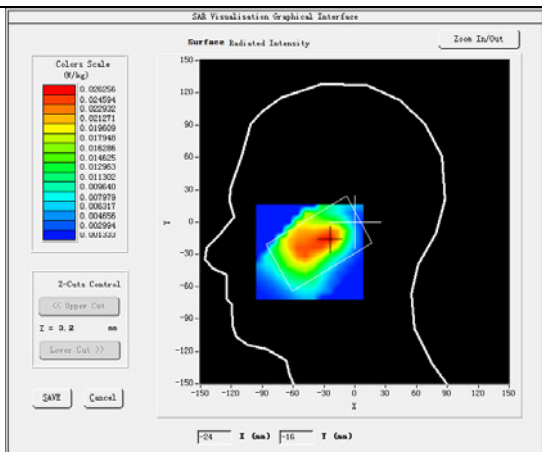 SAR Visualisation Graphical Interface
Surface Radiated Intensity
Zoom In/Out
Colors Scale
(W/kg)
0.026256
0.024594
0.022932
0.021271
0.019609
0.017948
0.016286
0.014625
0.012963
0.011302
0.009640
0.007979
0.006317
0.004656
0.002994
0.001333
Z-Cuts Control
<< Upper Cut
Z = 3.2 mm
Lower Cut >>
SAVE Cancel
150
120
90
60
30
0
-30
-60
-90
-120
-150
Y
-150 -120 -90 -60 -30 0 30 60 90 120 150
X
-24 X (mm) -16 Y (mm)